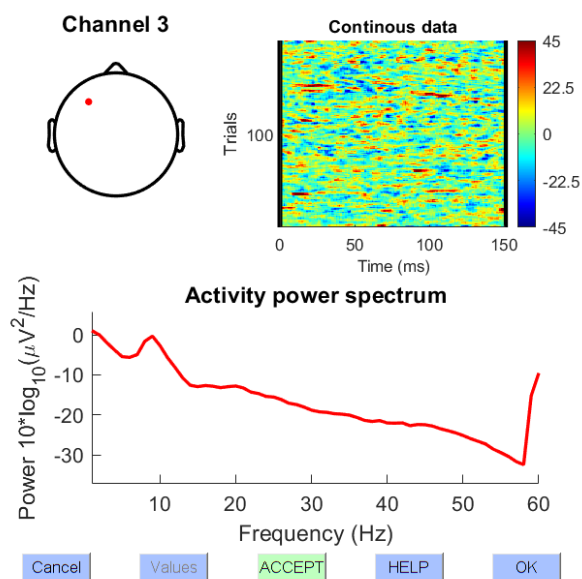 Channel 3
Continous data
Trials
100
0
50
100
150
Time (ms)
45
22.5
0
-22.5
-45
Activity power spectrum
Power 10*log₁₀(μV²/Hz)
0
-10
-20
-30
10
20
30
40
50
60
Frequency (Hz)
Cancel
Values
ACCEPT
HELP
OK